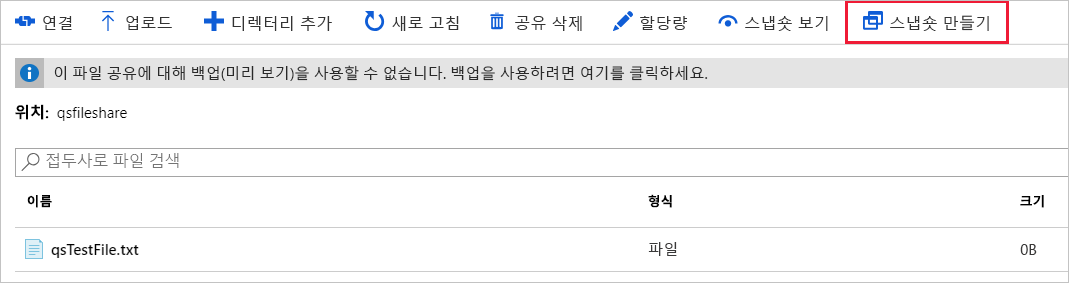 연결 업로드 디렉터리 추가 새로 고침 공유 삭제 할당량 스냅숏 보기 스냅숏 만들기
이 파일 공유에 대해 백업(미리 보기)을 사용할 수 없습니다. 백업을 사용하려면 여기를 클릭하세요.
위치: qsfileshare
접두사로 파일 검색
이름 형식 크기
qsTestFile.txt 파일 0B